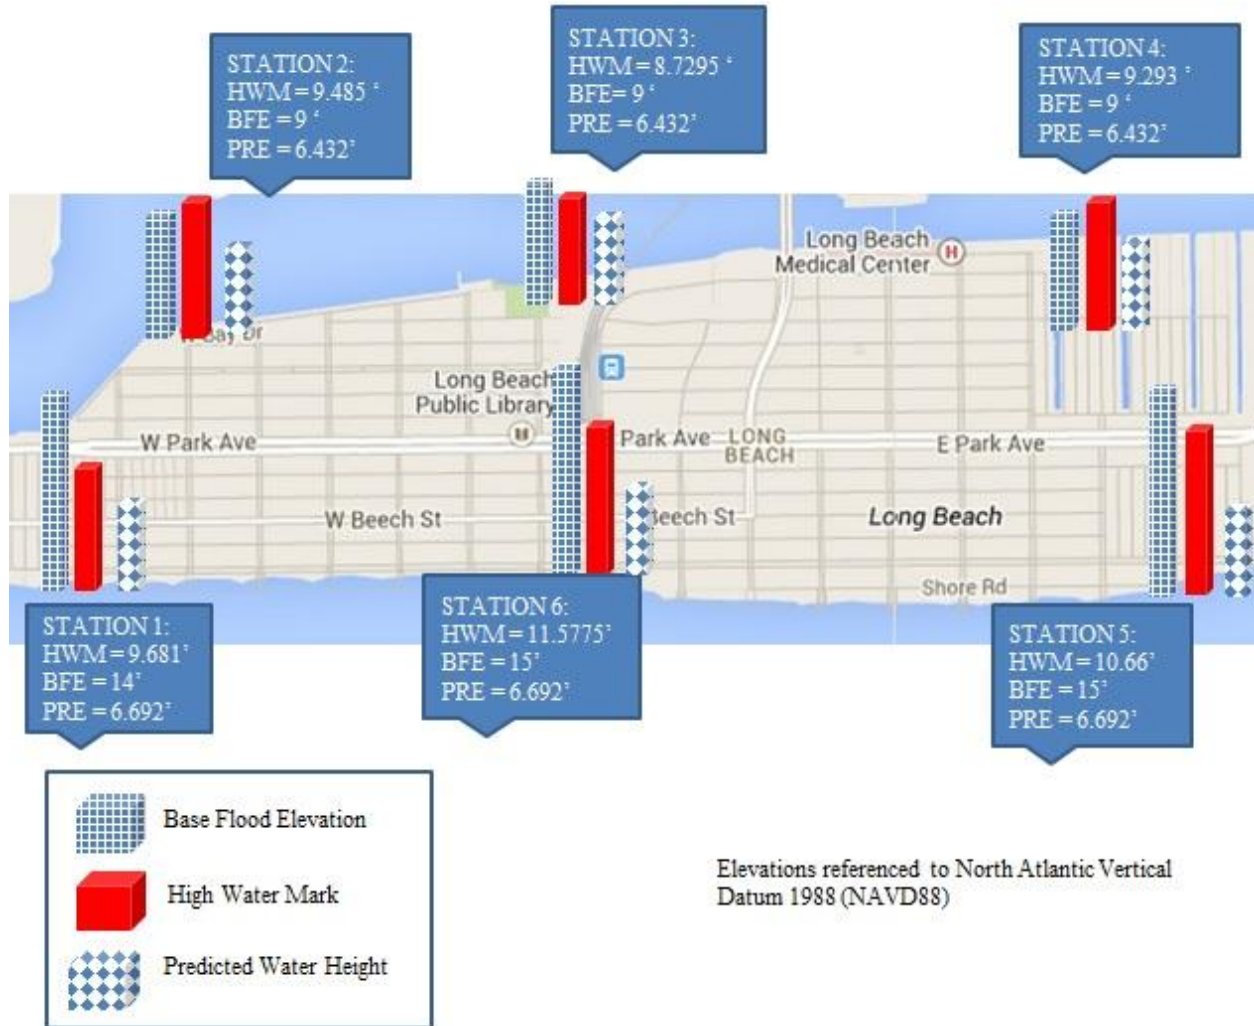 STATION 2:
HWM = 9.485 ‘
BFE = 9 ‘
PRE = 6.432’
STATION 3:
HWM = 8.7295 ‘
BFE= 9 ‘
PRE = 6.432’
STATION 4:
HWM = 9.293 ‘
BFE = 9 ‘
PRE = 6.432’
Long Beach
Medical Center
H
W Bay Dr
Long Beach
Public Library
W Park Ave
Park Ave
LONG
BEACH
E Park Ave
W Beech St
Beech St
Long Beach
Shore Rd
STATION 1:
HWM = 9.681’
BFE = 14’
PRE = 6.692’
STATION 6:
HWM = 11.5775’
BFE = 15’
PRE = 6.692’
STATION 5:
HWM = 10.66’
BFE = 15’
PRE = 6.692’
Base Flood Elevation
High Water Mark
Predicted Water Height
Elevations referenced to North Atlantic Vertical
Datum 1988 (NAVD88)